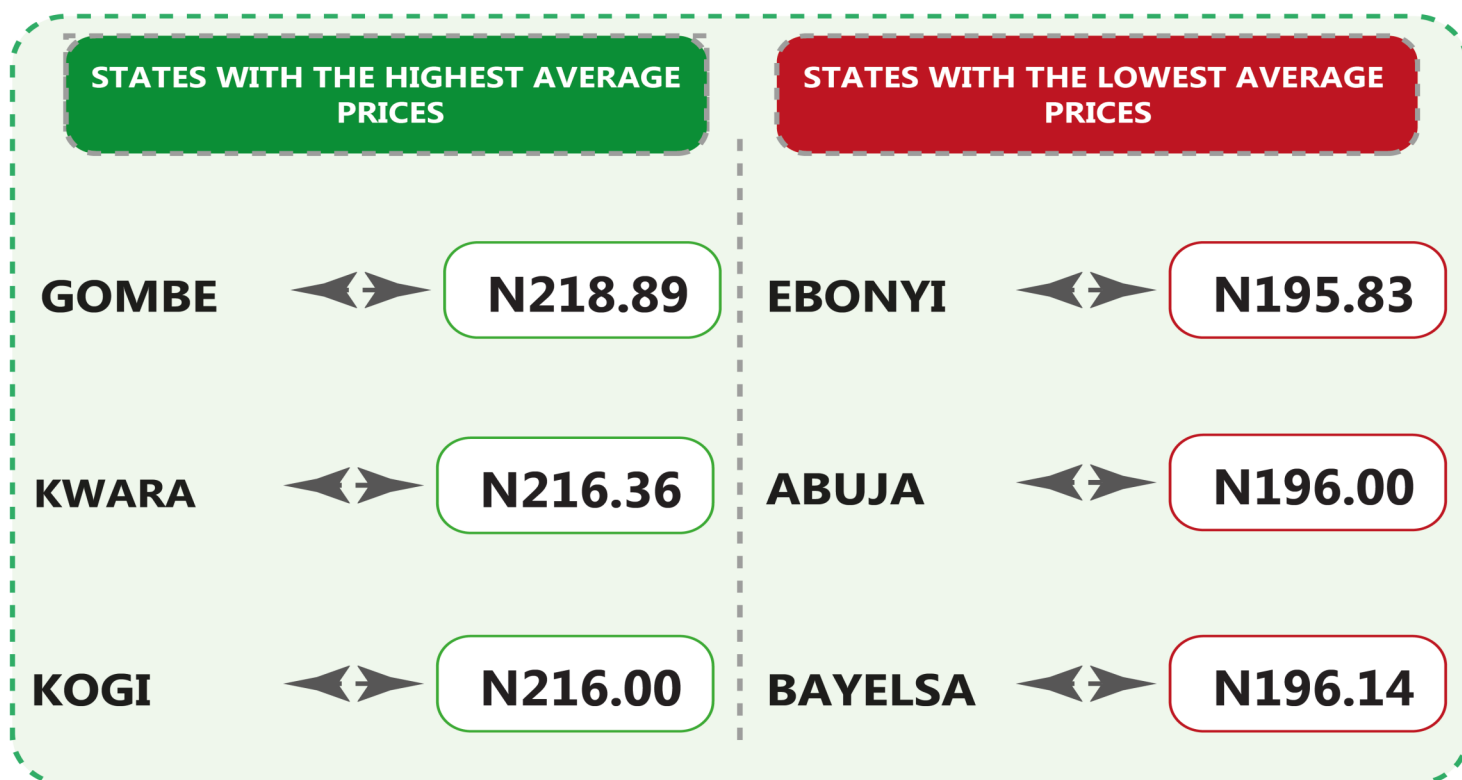 STATES WITH THE HIGHEST AVERAGE
PRICES
GOMBE N218.89
KWARA N216.36
KOGI N216.00
STATES WITH THE LOWEST AVERAGE
PRICES
EBONYI N195.83
ABUJA N196.00
BAYELSA N196.14